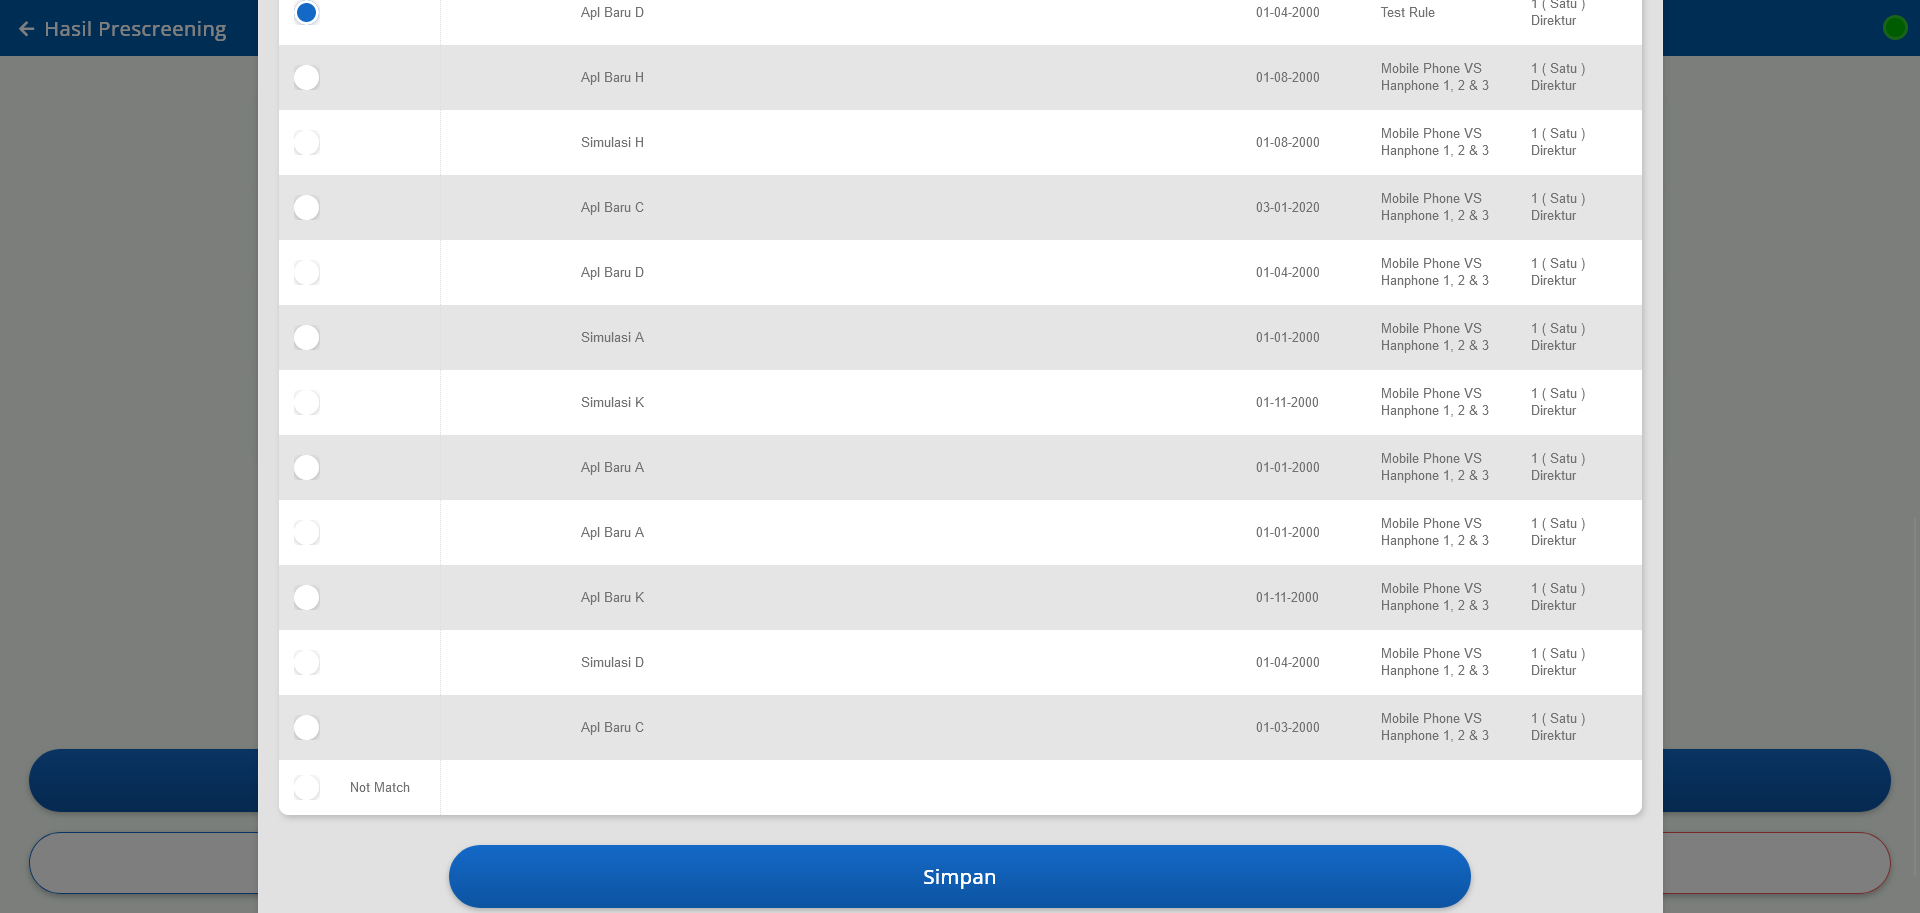 Hasil Prescreening
Apl Baru D 01-04-2000 Test Rule 1 ( Satu )
Direktur
Apl Baru H 01-08-2000 Mobile Phone VS 1 ( Satu )
Hanphone 1, 2 & 3 Direktur
Simulasi H 01-08-2000 Mobile Phone VS 1 ( Satu )
Hanphone 1, 2 & 3 Direktur
Apl Baru C 03-01-2020 Mobile Phone VS 1 ( Satu )
Hanphone 1, 2 & 3 Direktur
Apl Baru D 01-04-2000 Mobile Phone VS 1 ( Satu )
Hanphone 1, 2 & 3 Direktur
Simulasi A 01-01-2000 Mobile Phone VS 1 ( Satu )
Hanphone 1, 2 & 3 Direktur
Simulasi K 01-11-2000 Mobile Phone VS 1 ( Satu )
Hanphone 1, 2 & 3 Direktur
Apl Baru A 01-01-2000 Mobile Phone VS 1 ( Satu )
Hanphone 1, 2 & 3 Direktur
Apl Baru A 01-01-2000 Mobile Phone VS 1 ( Satu )
Hanphone 1, 2 & 3 Direktur
Apl Baru K 01-11-2000 Mobile Phone VS 1 ( Satu )
Hanphone 1, 2 & 3 Direktur
Simulasi D 01-04-2000 Mobile Phone VS 1 ( Satu )
Hanphone 1, 2 & 3 Direktur
Apl Baru C 01-03-2000 Mobile Phone VS 1 ( Satu )
Hanphone 1, 2 & 3 Direktur
Not Match
Simpan